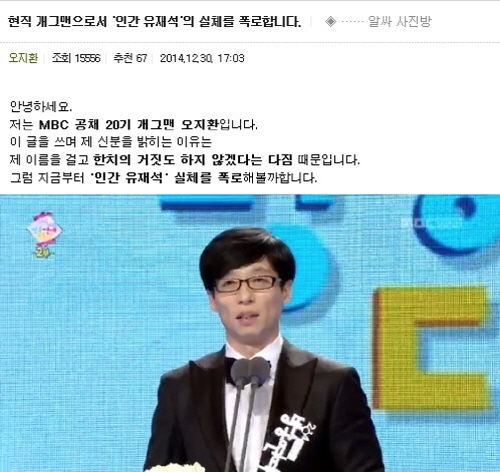 현직 개그맨으로서 '인간 유재석'의 실체를 폭로합니다. | ◈ ······ 알싸 사진방
오지환 | 조회 15556 | 추천 67 | 2014.12.30. 17:03
안녕하세요.
저는 MBC 공채 20기 개그맨 오지환입니다.
이 글을 쓰며 제 신분을 밝히는 이유는
제 이름을 걸고 한치의 거짓도 하지 않겠다는 다짐 때문입니다.
그럼 지금부터 '인간 유재석' 실체를 폭로해볼까합니다.